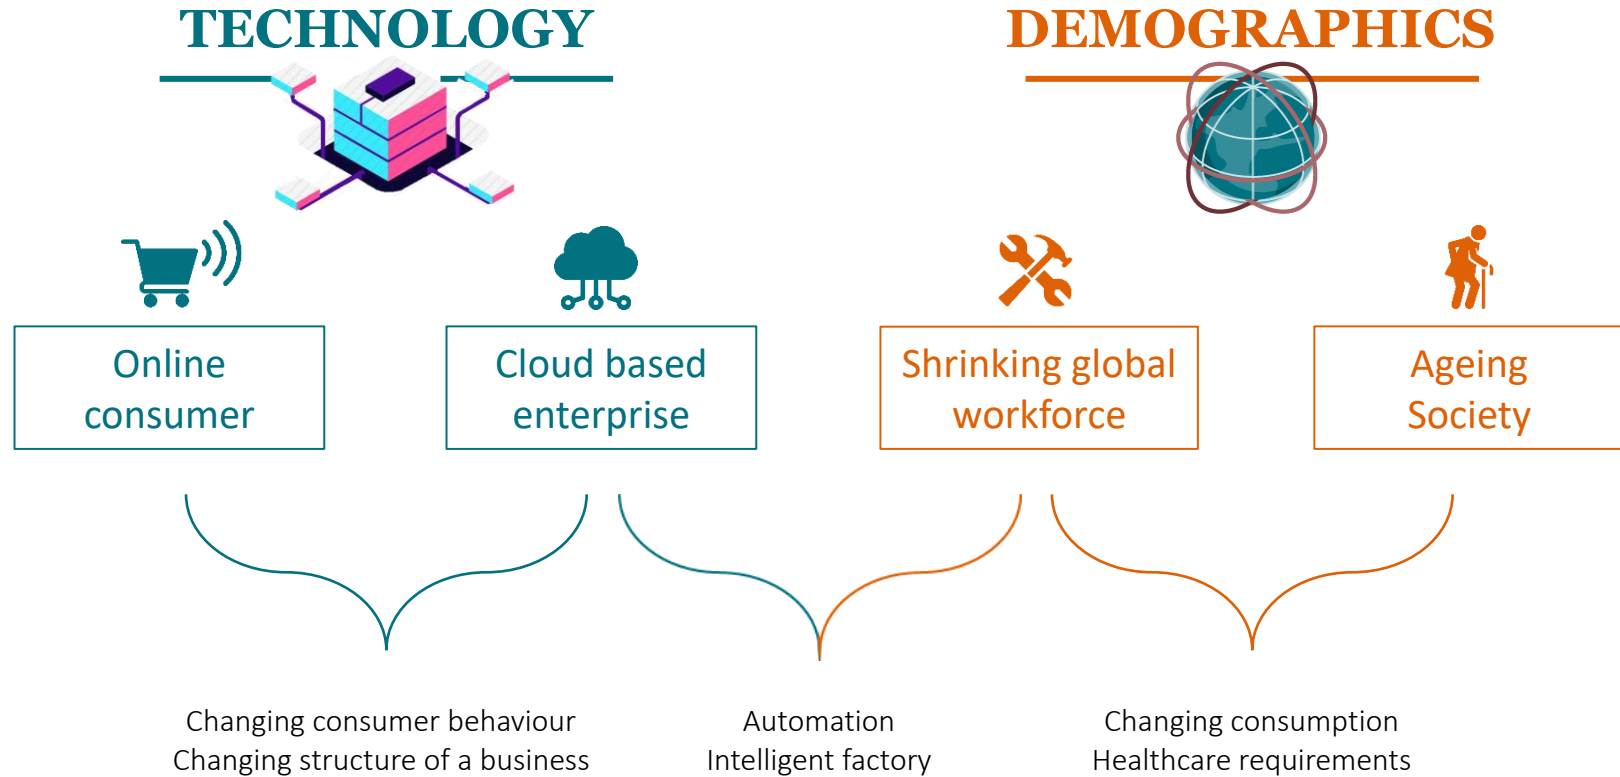 TECHNOLOGY
DEMOGRAPHICS
Online
consumer
Cloud based
enterprise
Shrinking global
workforce
Ageing
Society
Changing consumer behaviour
Changing structure of a business
Automation
Intelligent factory
Changing consumption
Healthcare requirements